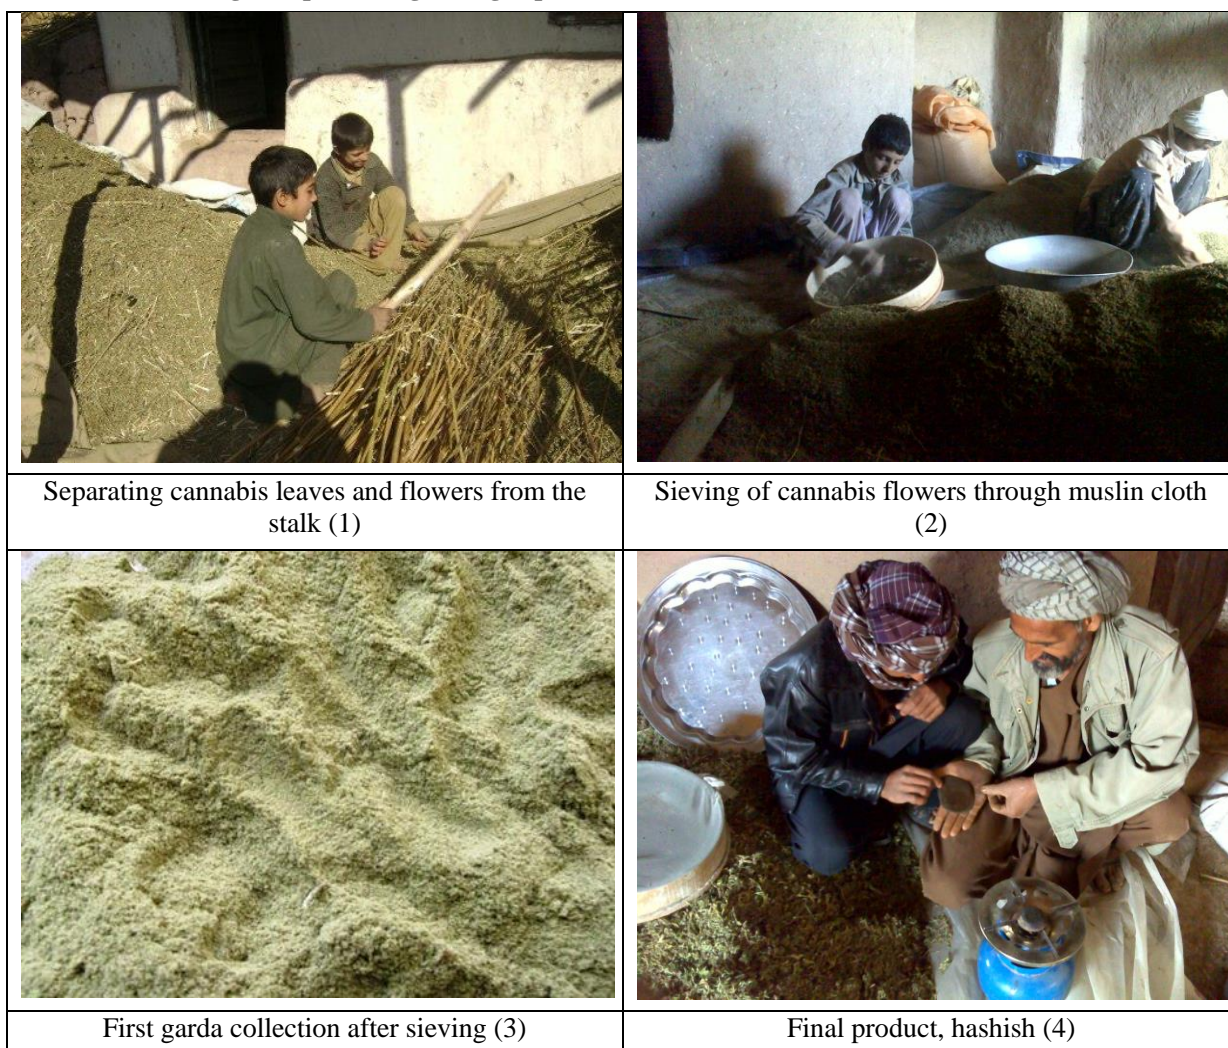 Separating cannabis leaves and flowers from the
stalk (1)
Sieving of cannabis flowers through muslin cloth
(2)
First garda collection after sieving (3)
Final product, hashish (4)